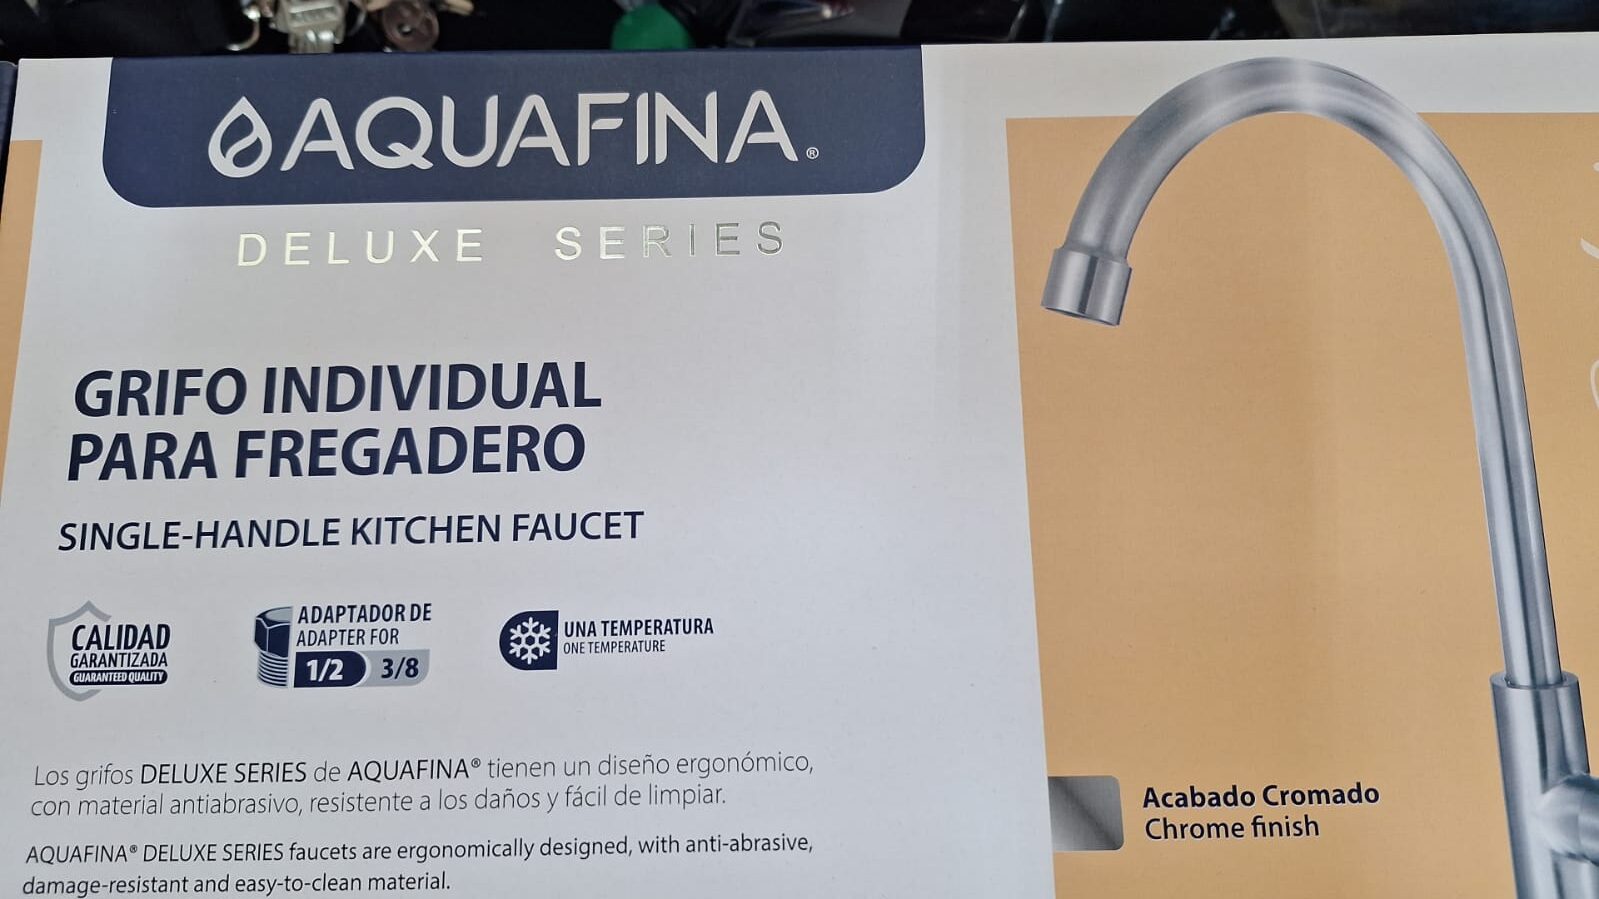 AQUAFINA®
DELUXE SERIES
GRIFO INDIVIDUAL
PARA FREGADERO
SINGLE-HANDLE KITCHEN FAUCET
CALIDAD
GARANTIZADA
GUARANTEED QUALITY
ADAPTADOR DE
ADAPTER FOR
1/2 3/8
UNA TEMPERATURA
ONE TEMPERATURE
Los grifos DELUXE SERIES de AQUAFINA® tienen un diseño ergonómico,
con material antiabrasivo, resistente a los daños y fácil de limpiar.
AQUAFINA® DELUXE SERIES faucets are ergonomically designed, with anti-abrasive,
damage-resistant and easy-to-clean material.
Acabado Cromado
Chrome finish